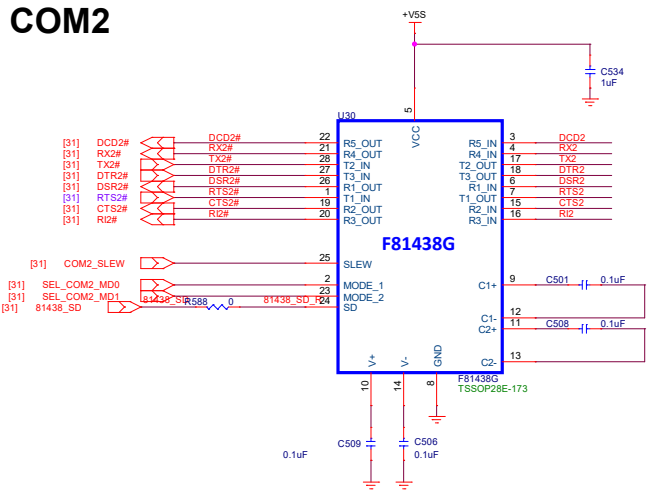 COM2
+V5S
C534
1uF
U30
5
VCC
[31] DCD2# DCD2# 22 R5_OUT R5_IN 3 DCD2
[31] RX2# RX2# 21 R4_OUT R4_IN 4 RX2
[31] TX2# TX2# 28 T2_IN T2_OUT 17 TX2
[31] DTR2# DTR2# 27 T3_IN T3_OUT 18 DTR2
[31] DSR2# DSR2# 26 R1_OUT R1_IN 6 DSR2
[31] RTS2# RTS2# 1 T1_IN T1_OUT 7 RTS2
[31] CTS2# CTS2# 19 R2_OUT R2_IN 15 CTS2
[31] RI2# RI2# 20 R3_OUT R3_IN 16 RI2
F81438G
[31] COM2_SLEW 25 SLEW
[31] SEL_COM2_MD0 2 MODE_1 C1+ 9 C501 0.1uF
[31] SEL_COM2_MD1 23 MODE_2
[31] 81438_SD 81438_SD R588 0 81438_SD_R 24 SD
C1- 12
C2+ 11 C508 0.1uF
C2- 13
V+ V- GND
10 14 8
F81438G
TSSOP28E-173
C509 C506
0.1uF 0.1uF